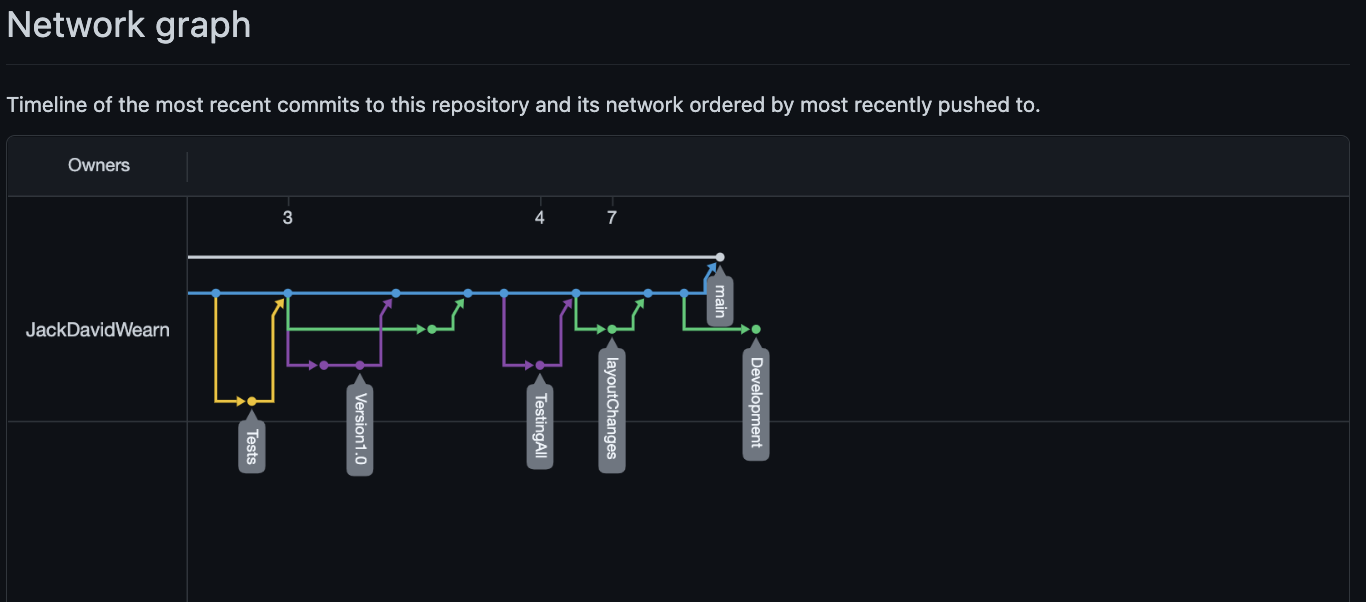 Network graph
Timeline of the most recent commits to this repository and its network ordered by most recently pushed to.
Owners
3
4
7
JackDavidWearn
main
Tests
Version1.0
TestingAll
layoutChanges
Development